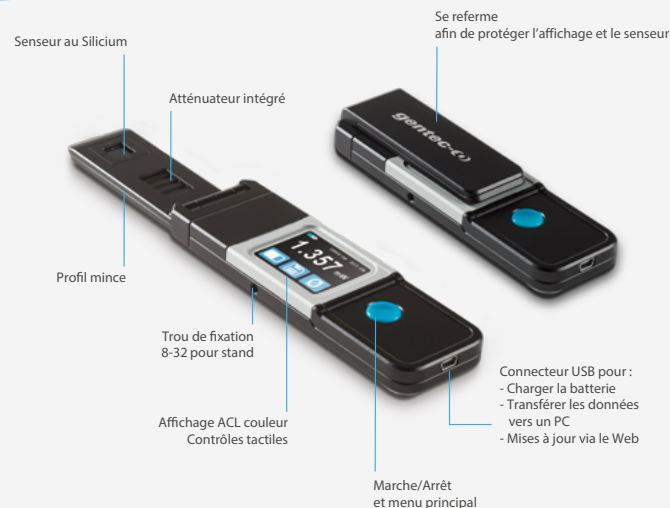 Se referme
afin de protéger l'affichage et le senseur
Senseur au Silicium
Atténuateur intégré
gentec-eo
1.357 mW
Profil mince
Trou de fixation
8-32 pour stand
Affichage ACL couleur
Contrôles tactiles
Connecteur USB pour :
- Charger la batterie
- Transférer les données
vers un PC
- Mises à jour via le Web
Marche/Arrêt
et menu principal